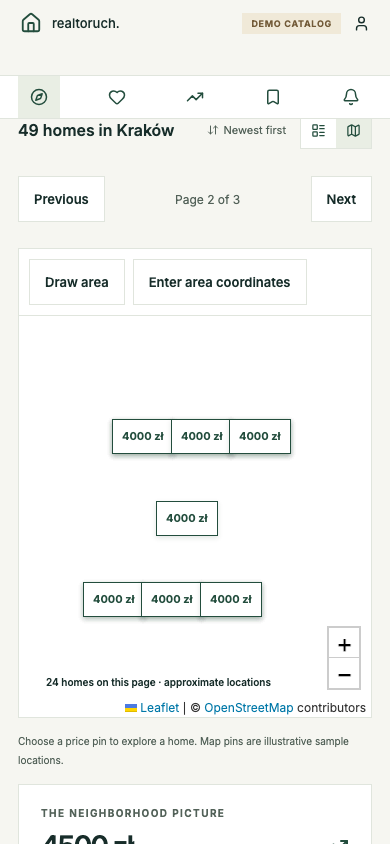 realtoruch.
DEMO CATALOG
49 homes in Kraków
Newest first
Previous
Page 2 of 3
Next
Draw area
Enter area coordinates
4000 zł 4000 zł 4000 zł
4000 zł
4000 zł 4000 zł 4000 zł
+
−
24 homes on this page · approximate locations
Leaflet | © OpenStreetMap contributors
Choose a price pin to explore a home. Map pins are illustrative sample
locations.
THE NEIGHBORHOOD PICTURE
4500 zł